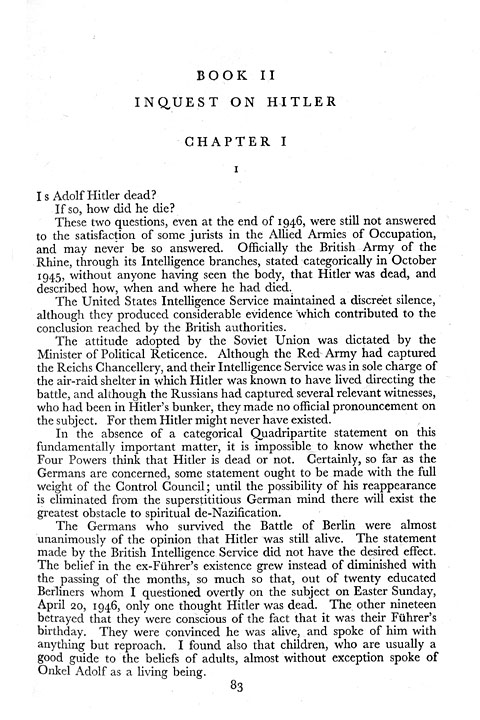 BOOK II
INQUEST ON HITLER
CHAPTER I
I
Is Adolf Hitler dead?
If so, how did he die?
These two questions, even at the end of 1946, were still not answered
to the satisfaction of some jurists in the Allied Armies of Occupation,
and may never be so answered. Officially the British Army of the
Rhine, through its Intelligence branches, stated categorically in October
1945, without anyone having seen the body, that Hitler was dead, and
described how, when and where he had died.
The United States Intelligence Service maintained a discreet silence,
although they produced considerable evidence which contributed to the
conclusion reached by the British authorities.
The attitude adopted by the Soviet Union was dictated by the
Minister of Political Reticence. Although the Red Army had captured
the Reichs Chancellery, and their Intelligence Service was in sole charge of
the air-raid shelter in which Hitler was known to have lived directing the
battle, and although the Russians had captured several relevant witnesses,
who had been in Hitler's bunker, they made no official pronouncement on
the subject. For them Hitler might never have existed.
In the absence of a categorical Quadripartite statement on this
fundamentally important matter, it is impossible to know whether the
Four Powers think that Hitler is dead or not. Certainly, so far as the
Germans are concerned, some statement ought to be made with the full
weight of the Control Council; until the possibility of his reappearance
is eliminated from the superstitious German mind there will exist the
greatest obstacle to spiritual de-Nazification.
The Germans who survived the Battle of Berlin were almost
unanimously of the opinion that Hitler was still alive. The statement
made by the British Intelligence Service did not have the desired effect.
The belief in the ex-Führer's existence grew instead of diminished with
the passing of the months, so much so that, out of twenty educated
Berliners whom I questioned overtly on the subject on Easter Sunday,
April 20, 1946, only one thought Hitler was dead. The other nineteen
betrayed that they were conscious of the fact that it was their Führer's
birthday. They were convinced he was alive, and spoke of him with
anything but reproach. I found also that children, who are usually a
good guide to the beliefs of adults, almost without exception spoke of
Onkel Adolf as a living being.
83